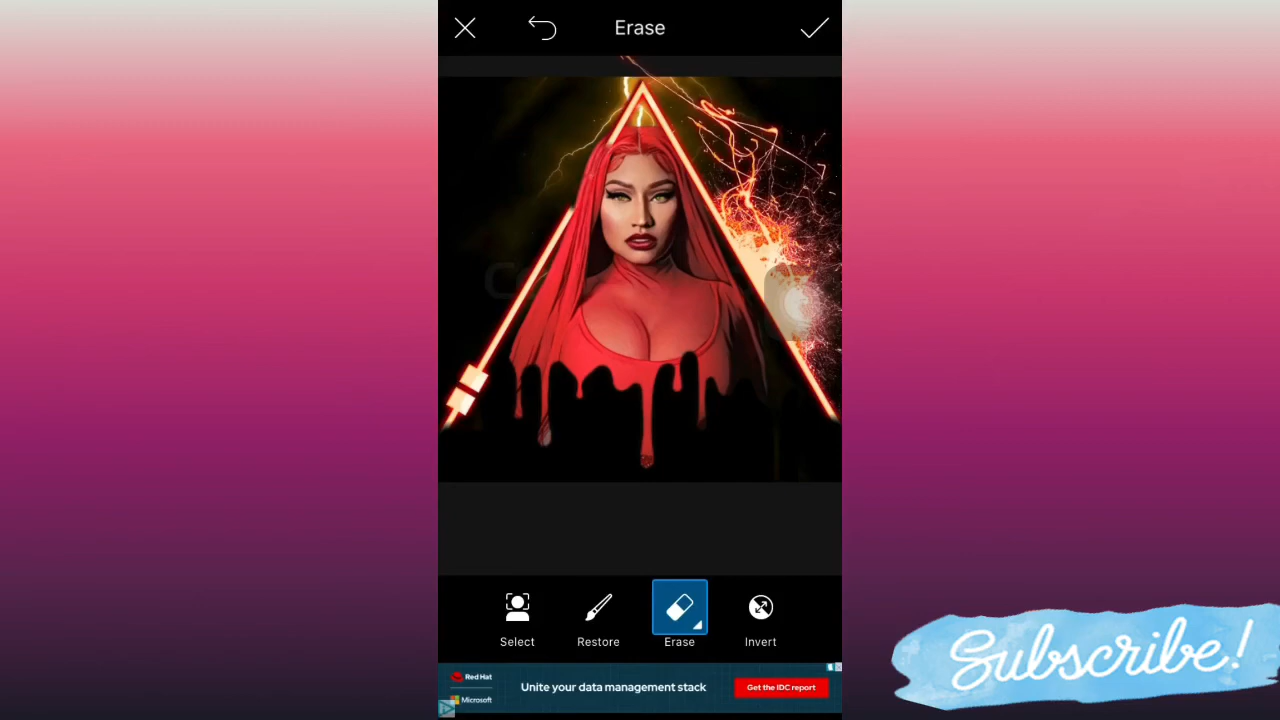 Erase
Select
Restore
Erase
Invert
Red Hat
Microsoft
Unite your data management stack
Get the IDC report
Subscribe!